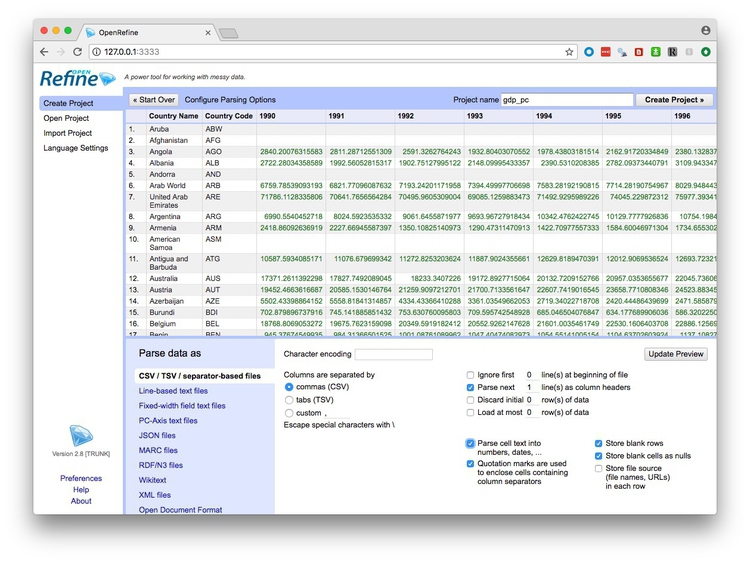 OpenRefine
127.0.0.1:3333
OPEN
Refine
A power tool for working with messy data.
Create Project
Open Project
Import Project
Language Settings
Version 2.8 [TRUNK]
Preferences
Help
About
« Start Over Configure Parsing Options Project name gdp_pc Create Project »
Country Name Country Code 1990 1991 1992 1993 1994 1995 1996
1. Aruba ABW
2. Afghanistan AFG
3. Angola AGO 2840.20076315583 2811.28712551309 2591.3262764243 1932.80403070552 1978.43803181514 2162.91720334849 2380.132837
4. Albania ALB 2722.28034358589 1992.56052815317 1902.75127995122 2148.09995433357 2390.5310208385 2782.09373440791 3109.943347
5. Andorra AND
6. Arab World ARB 6759.78539093193 6821.77096087632 7193.24201171958 7394.49997706698 7583.28192190815 7714.28190754967 8029.948443
7. United Arab ARE 71786.1128335806 70641.7656564284 70495.9605309004 69085.1259883473 71492.9295989226 74045.229872312 75977.39341
Emirates
8. Argentina ARG 6990.5540452718 8024.5923535332 9061.6455871977 9693.96727918434 10342.4762422745 10129.7777926836 10754.1984
9. Armenia ARM 2418.86092636919 2227.66945587397 1350.10825140973 1290.47311470913 1422.70977557333 1584.60046971304 1734.655302
10. American ASM
Samoa
11. Antigua and ATG 10587.5934085171 11076.679699342 11272.8253203624 11887.9024355661 12629.8189470391 12012.9069536524 12693.72321
Barbuda
12. Australia AUS 17371.2611392298 17827.7492089045 18233.3407226 19172.8927715064 20132.7209152766 20957.0353655677 22045.73606
13. Austria AUT 19452.4663616687 20585.1530146764 21259.9097212701 21700.7133561647 22607.7419016545 23658.7710808346 24523.88345
14. Azerbaijan AZE 5502.43398864152 5558.81841314857 4334.43366410288 3361.03549662053 2719.34022718708 2420.44486439699 2471.585879
15. Burundi BDI 702.879896737916 745.141885851432 753.630760095803 709.595742548928 685.046504076847 634.177689906036 586.3202250
16. Belgium BEL 18768.8069053272 19675.7623159098 20349.5919182412 20552.9262147628 21601.0035461749 22530.1606403708 22886.12569
17. Benin BEN
Parse data as
CSV / TSV / separator-based files
Line-based text files
Fixed-width field text files
PC-Axis text files
JSON files
MARC files
RDF/N3 files
Wikitext
XML files
Open Document Format
Character encoding
Update Preview
Columns are separated by
commas (CSV)
tabs (TSV)
custom ,
Escape special characters with \
Ignore first 0 line(s) at beginning of file
Parse next 1 line(s) as column headers
Discard initial 0 row(s) of data
Load at most 0 row(s) of data
Parse cell text into
numbers, dates, ...
Quotation marks are used
to enclose cells containing
column separators
Store blank rows
Store blank cells as nulls
Store file source
(file names, URLs)
in each row